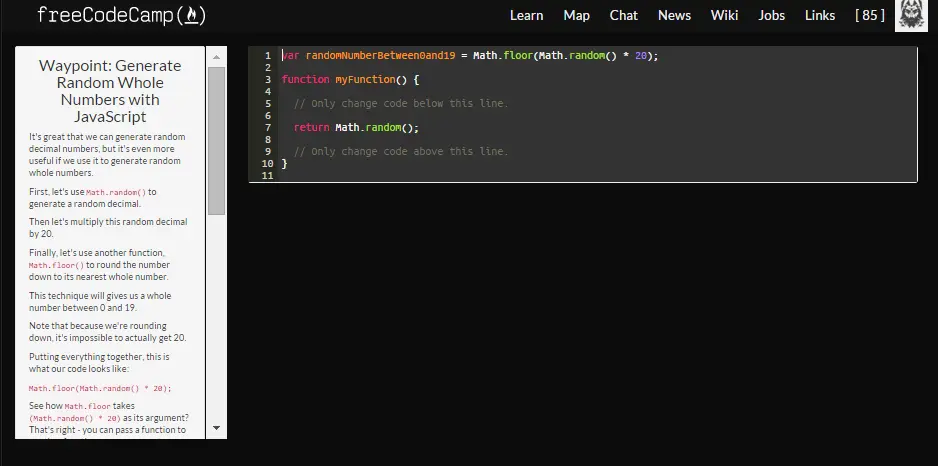 freeCodeCamp(🔥)
Learn Map Chat News Wiki Jobs Links [ 85 ]
Waypoint: Generate
Random Whole
Numbers with
JavaScript
It's great that we can generate random
decimal numbers, but it's even more
useful if we use it to generate random
whole numbers.
First, let's use Math.random() to
generate a random decimal.
Then let's multiply this random decimal
by 20.
Finally, let's use another function,
Math.floor() to round the number
down to its nearest whole number.
This technique will gives us a whole
number between 0 and 19.
Note that because we're rounding
down, it's impossible to actually get 20.
Putting everything together, this is
what our code looks like:
Math.floor(Math.random() * 20);
See how Math.floor takes
(Math.random() * 20) as its argument?
That's right - you can pass a function to
1 var randomNumberBetween0and19 = Math.floor(Math.random() * 20);
2
3 function myFunction() {
4
5 // Only change code below this line.
6
7 return Math.random();
8
9 // Only change code above this line.
10 }
11